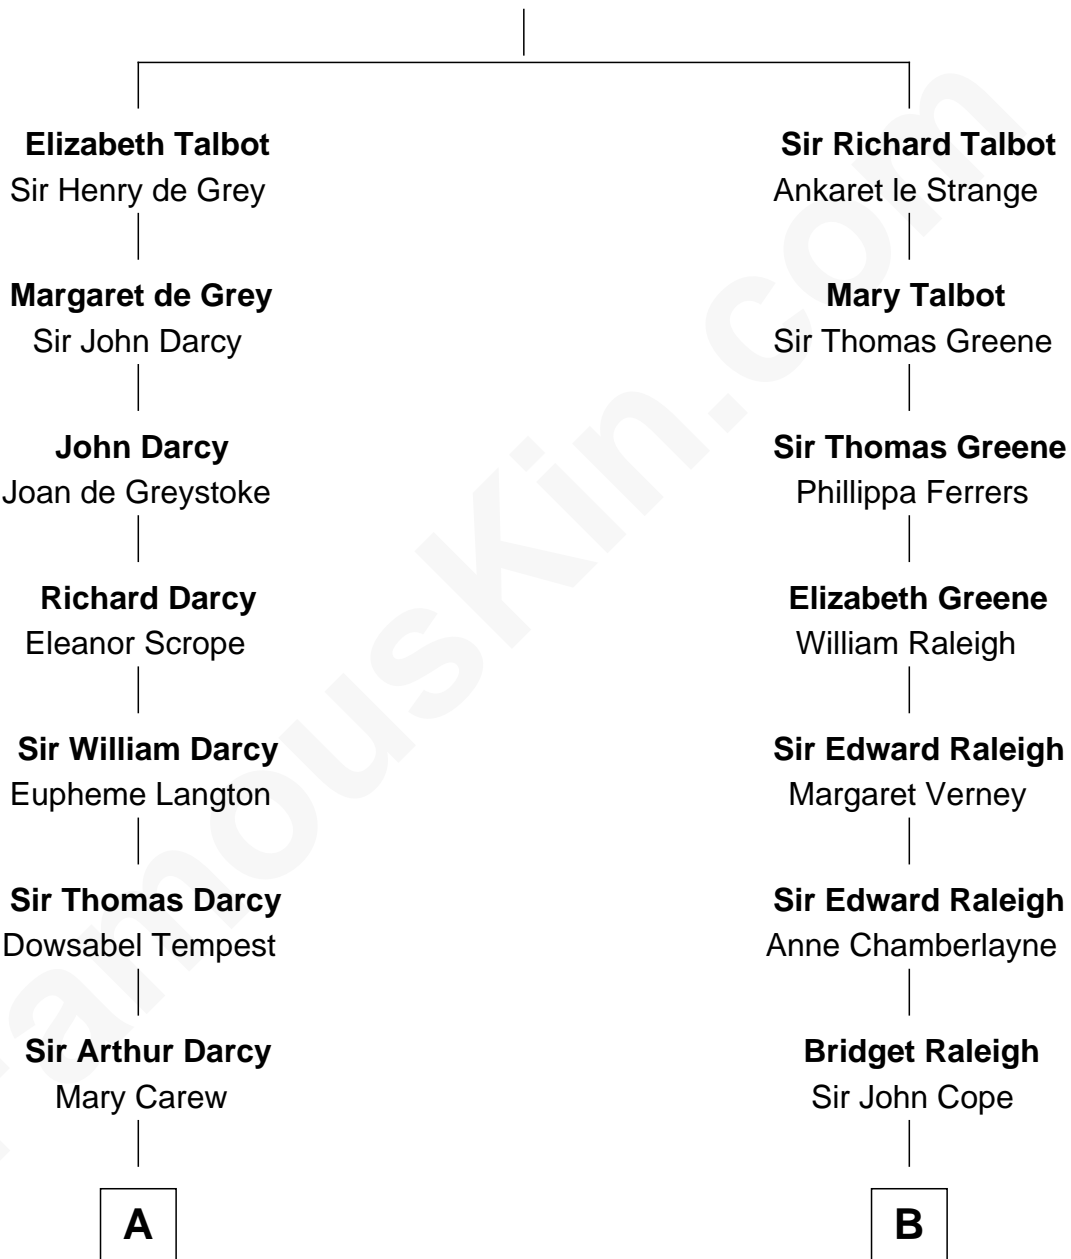 Elizabeth Talbot
Sir Henry de Grey
Margaret de Grey
Sir John Darcy
John Darcy
Joan de Greystoke
Richard Darcy
Eleanor Scrope
Sir William Darcy
Eupheme Langton
Sir Thomas Darcy
Dowsabel Tempest
Sir Arthur Darcy
Mary Carew
A
Sir Richard Talbot
Ankaret le Strange
Mary Talbot
Sir Thomas Greene
Sir Thomas Greene
Phillippa Ferrers
Elizabeth Greene
William Raleigh
Sir Edward Raleigh
Margaret Verney
Sir Edward Raleigh
Anne Chamberlayne
Bridget Raleigh
Sir John Cope
B
FamousKin.com